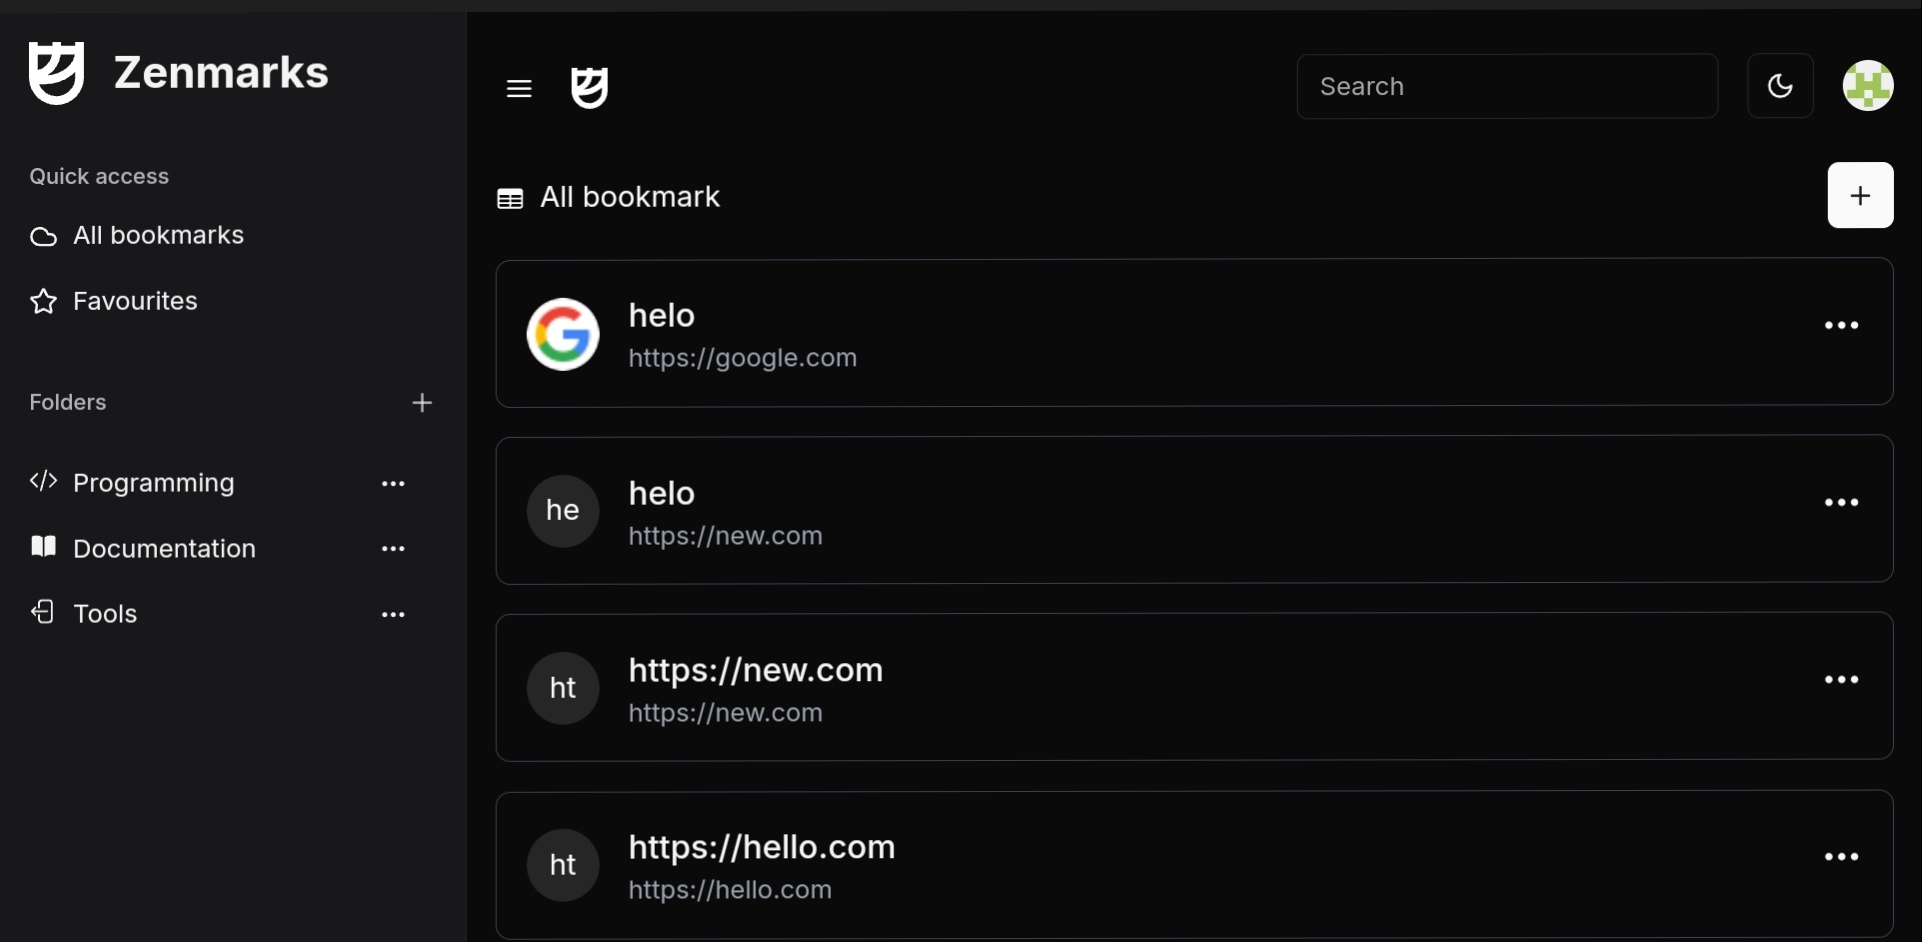 Zenmarks
Quick access
All bookmarks
Favourites
Folders
Programming
Documentation
Tools
Search
All bookmark
helo
https://google.com
he
helo
https://new.com
ht
https://new.com
https://new.com
ht
https://hello.com
https://hello.com